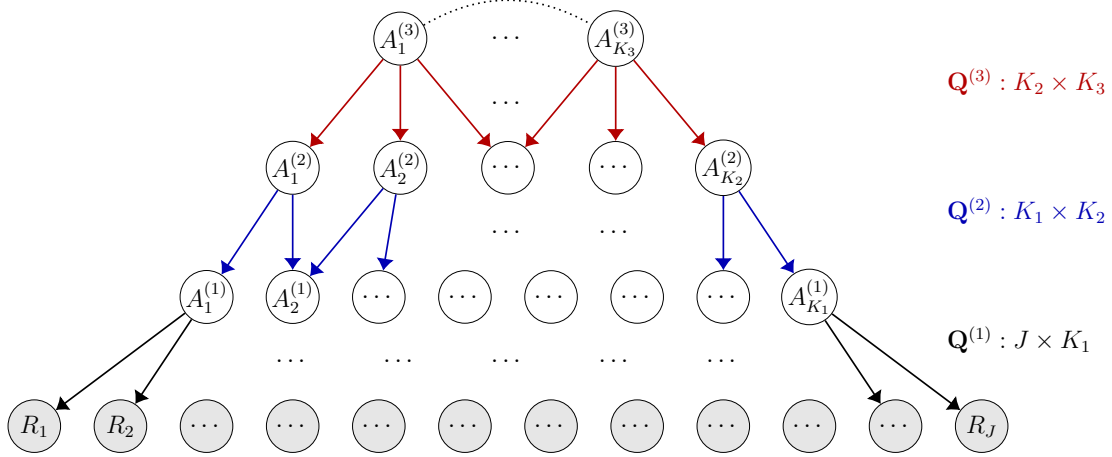 A_1^{(3)} ⋯ A_{K_3}^{(3)}
Q^{(3)} : K_2 × K_3
⋯
A_1^{(2)} A_2^{(2)} ⋯ ⋯ A_{K_2}^{(2)}
Q^{(2)} : K_1 × K_2
⋯ ⋯
A_1^{(1)} A_2^{(1)} ⋯ ⋯ ⋯ ⋯ ⋯ A_{K_1}^{(1)}
Q^{(1)} : J × K_1
⋯ ⋯ ⋯ ⋯ ⋯
R_1 R_2 ⋯ ⋯ ⋯ ⋯ ⋯ ⋯ ⋯ ⋯ ⋯ R_J